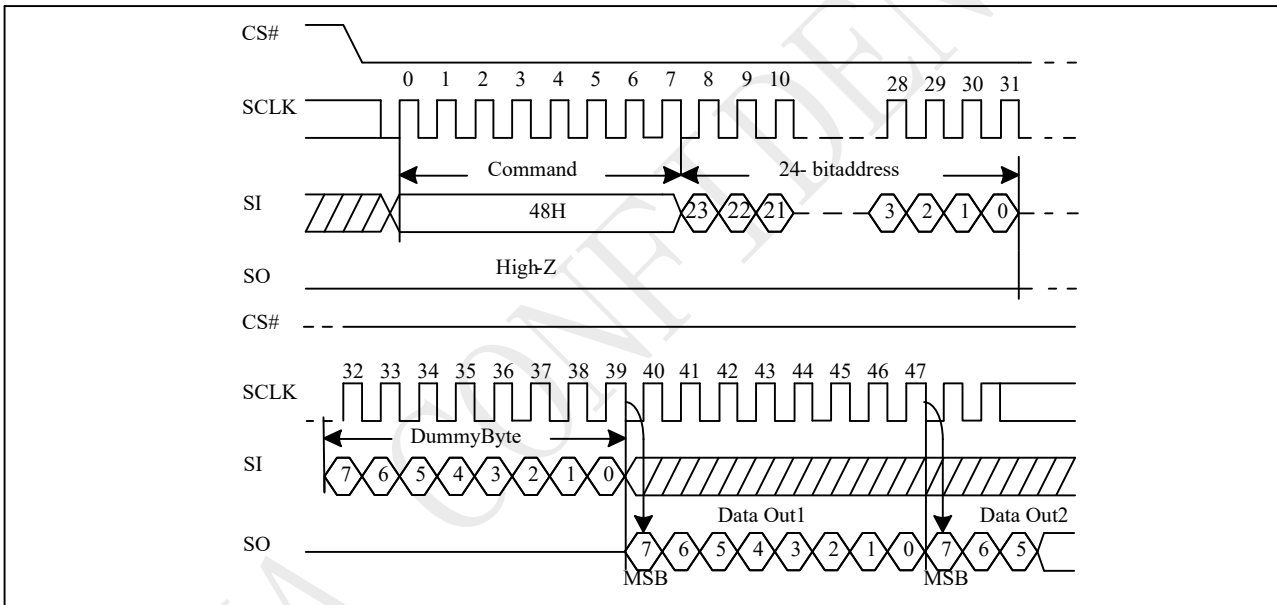 CS#
0 1 2 3 4 5 6 7 8 9 10 28 29 30 31
SCLK
Command 24- bitaddress
SI 48H 23 22 21 3 2 1 0
High-Z
SO
CS#
32 33 34 35 36 37 38 39 40 41 42 43 44 45 46 47
SCLK
DummyByte
SI 7 6 5 4 3 2 1 0
Data Out1 Data Out2
SO 7 6 5 4 3 2 1 0 7 6 5
MSB MSB